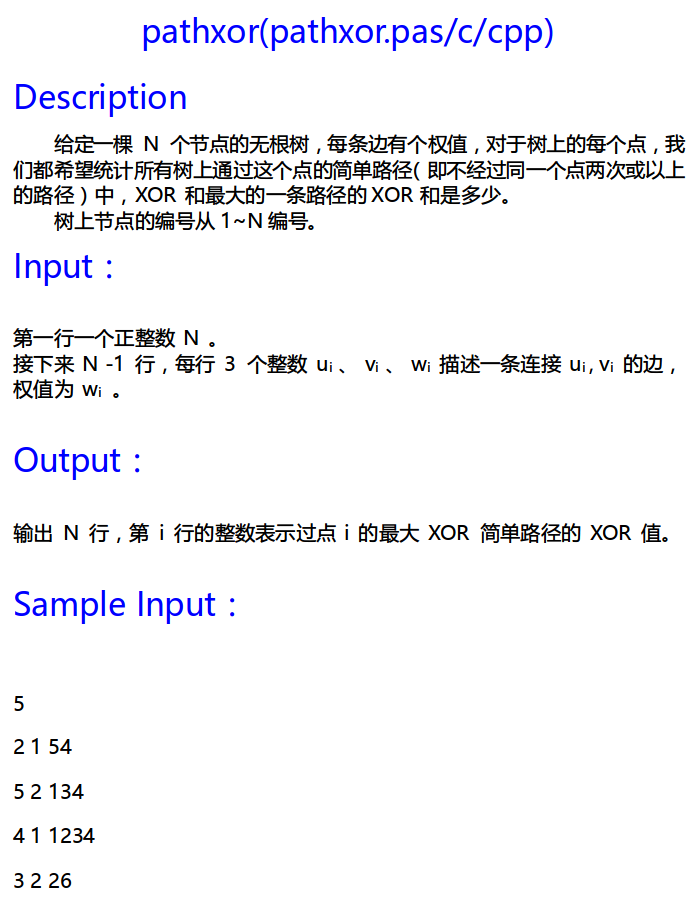 pathxor(pathxor.pas/c/cpp)
Description
给定一棵 N 个节点的无根树，每条边有个权值，对于树上的每个点，我
们都希望统计所有树上通过这个点的简单路径（即不经过同一个点两次或以上
的路径）中，XOR 和最大的一条路径的 XOR 和是多少。
树上节点的编号从 1~N 编号。
Input：
第一行一个正整数 N 。
接下来 N -1 行，每行 3 个整数 uᵢ 、 vᵢ 、 wᵢ 描述一条连接 uᵢ , vᵢ 的边，
权值为 wᵢ 。
Output：
输出 N 行，第 i 行的整数表示过点 i 的最大 XOR 简单路径的 XOR 值。
Sample Input：
5
2 1 54
5 2 134
4 1 1234
3 2 26